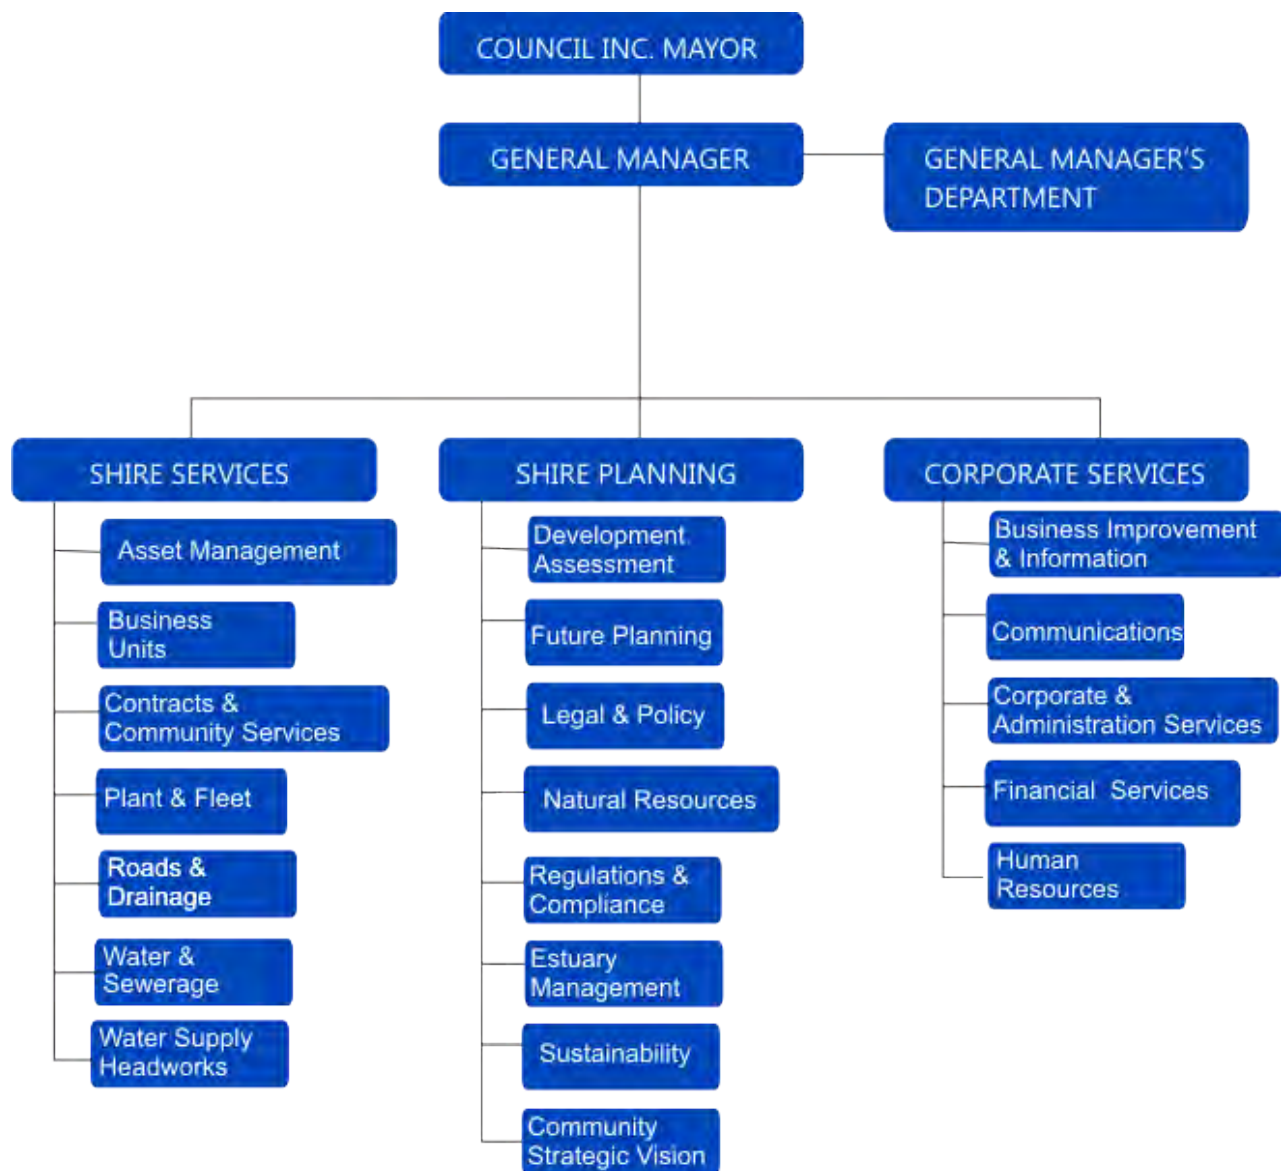 COUNCIL INC. MAYOR
GENERAL MANAGER
GENERAL MANAGER'S
DEPARTMENT
SHIRE SERVICES
Asset Management
Business
Units
Contracts &
Community Services
Plant & Fleet
Roads &
Drainage
Water &
Sewerage
Water Supply
Headworks
SHIRE PLANNING
Development
Assessment
Future Planning
Legal & Policy
Natural Resources
Regulations &
Compliance
Estuary
Management
Sustainability
Community
Strategic Vision
CORPORATE SERVICES
Business Improvement
& Information
Communications
Corporate &
Administration Services
Financial Services
Human
Resources